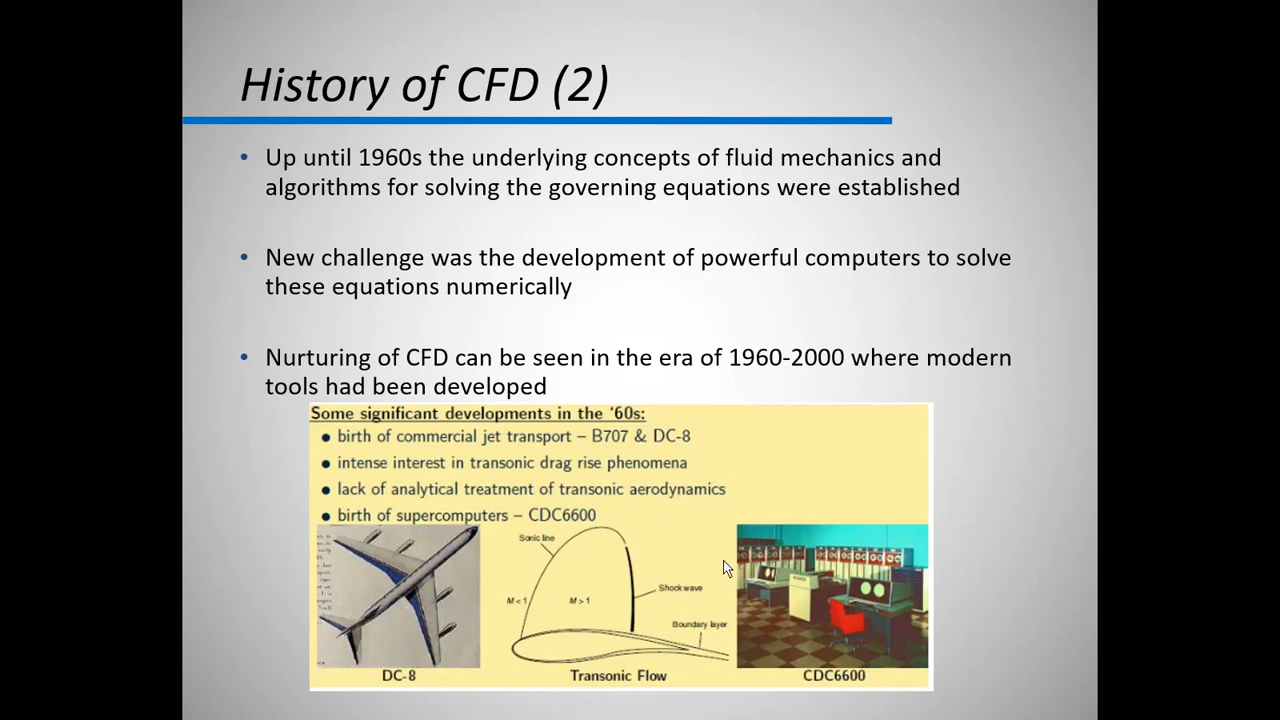 History of CFD (2)
• Up until 1960s the underlying concepts of fluid mechanics and
algorithms for solving the governing equations were established
• New challenge was the development of powerful computers to solve
these equations numerically
• Nurturing of CFD can be seen in the era of 1960-2000 where modern
tools had been developed
Some significant developments in the '60s:
• birth of commercial jet transport – B707 & DC-8
• intense interest in transonic drag rise phenomena
• lack of analytical treatment of transonic aerodynamics
• birth of supercomputers – CDC6600
Sonic line
M < 1
M > 1
Shock wave
Boundary layer
DC-8
Transonic Flow
CDC6600